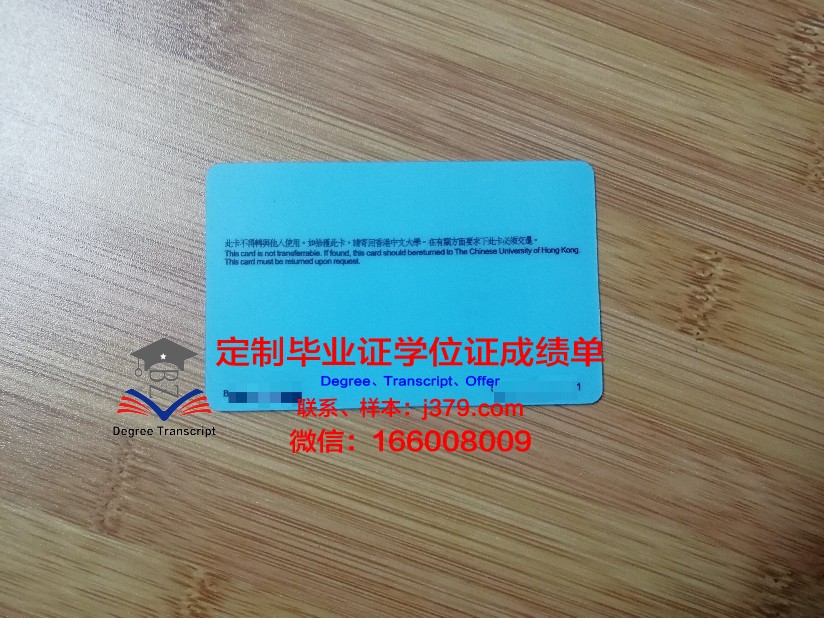 此卡不得轉與他人使用。如拾獲此卡，請寄回香港中文大學。在有關方面要求下此卡必須交還。
This card is not transferrable. If found, this card should bereturned to The Chinese University of Hong Kong.
This card must be returned upon request.
定制毕业证学位证成绩单
Degree、Transcript、Offer
B
1
联系、样本：j379.com
Degree Transcript
微信：166008009